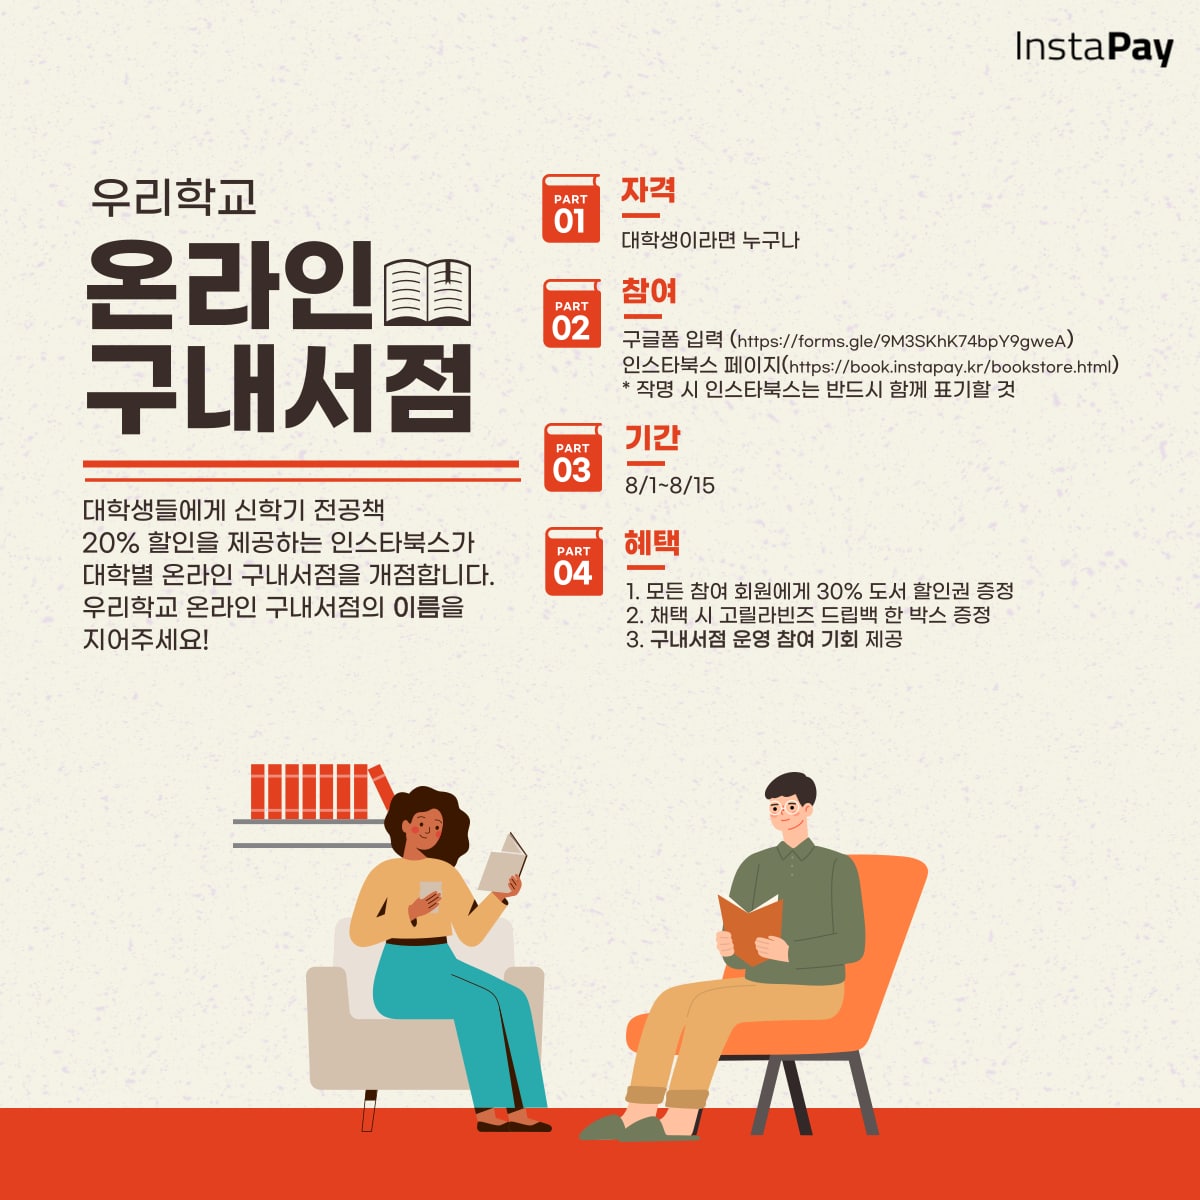 InstaPay
우리학교
온라인
구내서점
대학생들에게 신학기 전공책
20% 할인을 제공하는 인스타북스가
대학별 온라인 구내서점을 개점합니다.
우리학교 온라인 구내서점의 이름을
지어주세요!
PART
01
자격
대학생이라면 누구나
PART
02
참여
구글폼 입력 (https://forms.gle/9M3SKhK74bpY9gweA)
인스타북스 페이지(https://book.instapay.kr/bookstore.html)
* 작명 시 인스타북스는 반드시 함께 표기할 것
PART
03
기간
8/1~8/15
PART
04
혜택
1. 모든 참여 회원에게 30% 도서 할인권 증정
2. 채택 시 고릴라빈즈 드립백 한 박스 증정
3. 구내서점 운영 참여 기회 제공